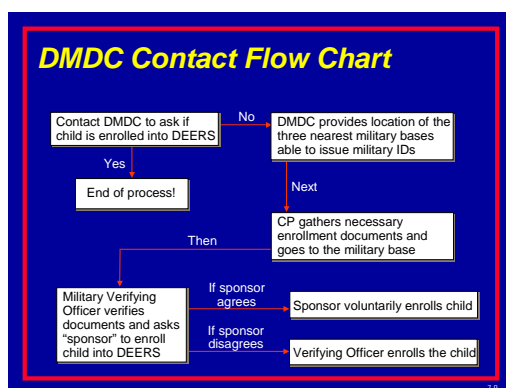 DMDC Contact Flow Chart
Contact DMDC to ask if
child is enrolled into DEERS
No
DMDC provides location of the
three nearest military bases
able to issue military IDs
Yes
End of process!
Next
CP gathers necessary
enrollment documents and
goes to the military base
Then
Military Verifying
Officer verifies
documents and asks
“sponsor” to enroll
child into DEERS
If sponsor
agrees
Sponsor voluntarily enrolls child
If sponsor
disagrees
Verifying Officer enrolls the child